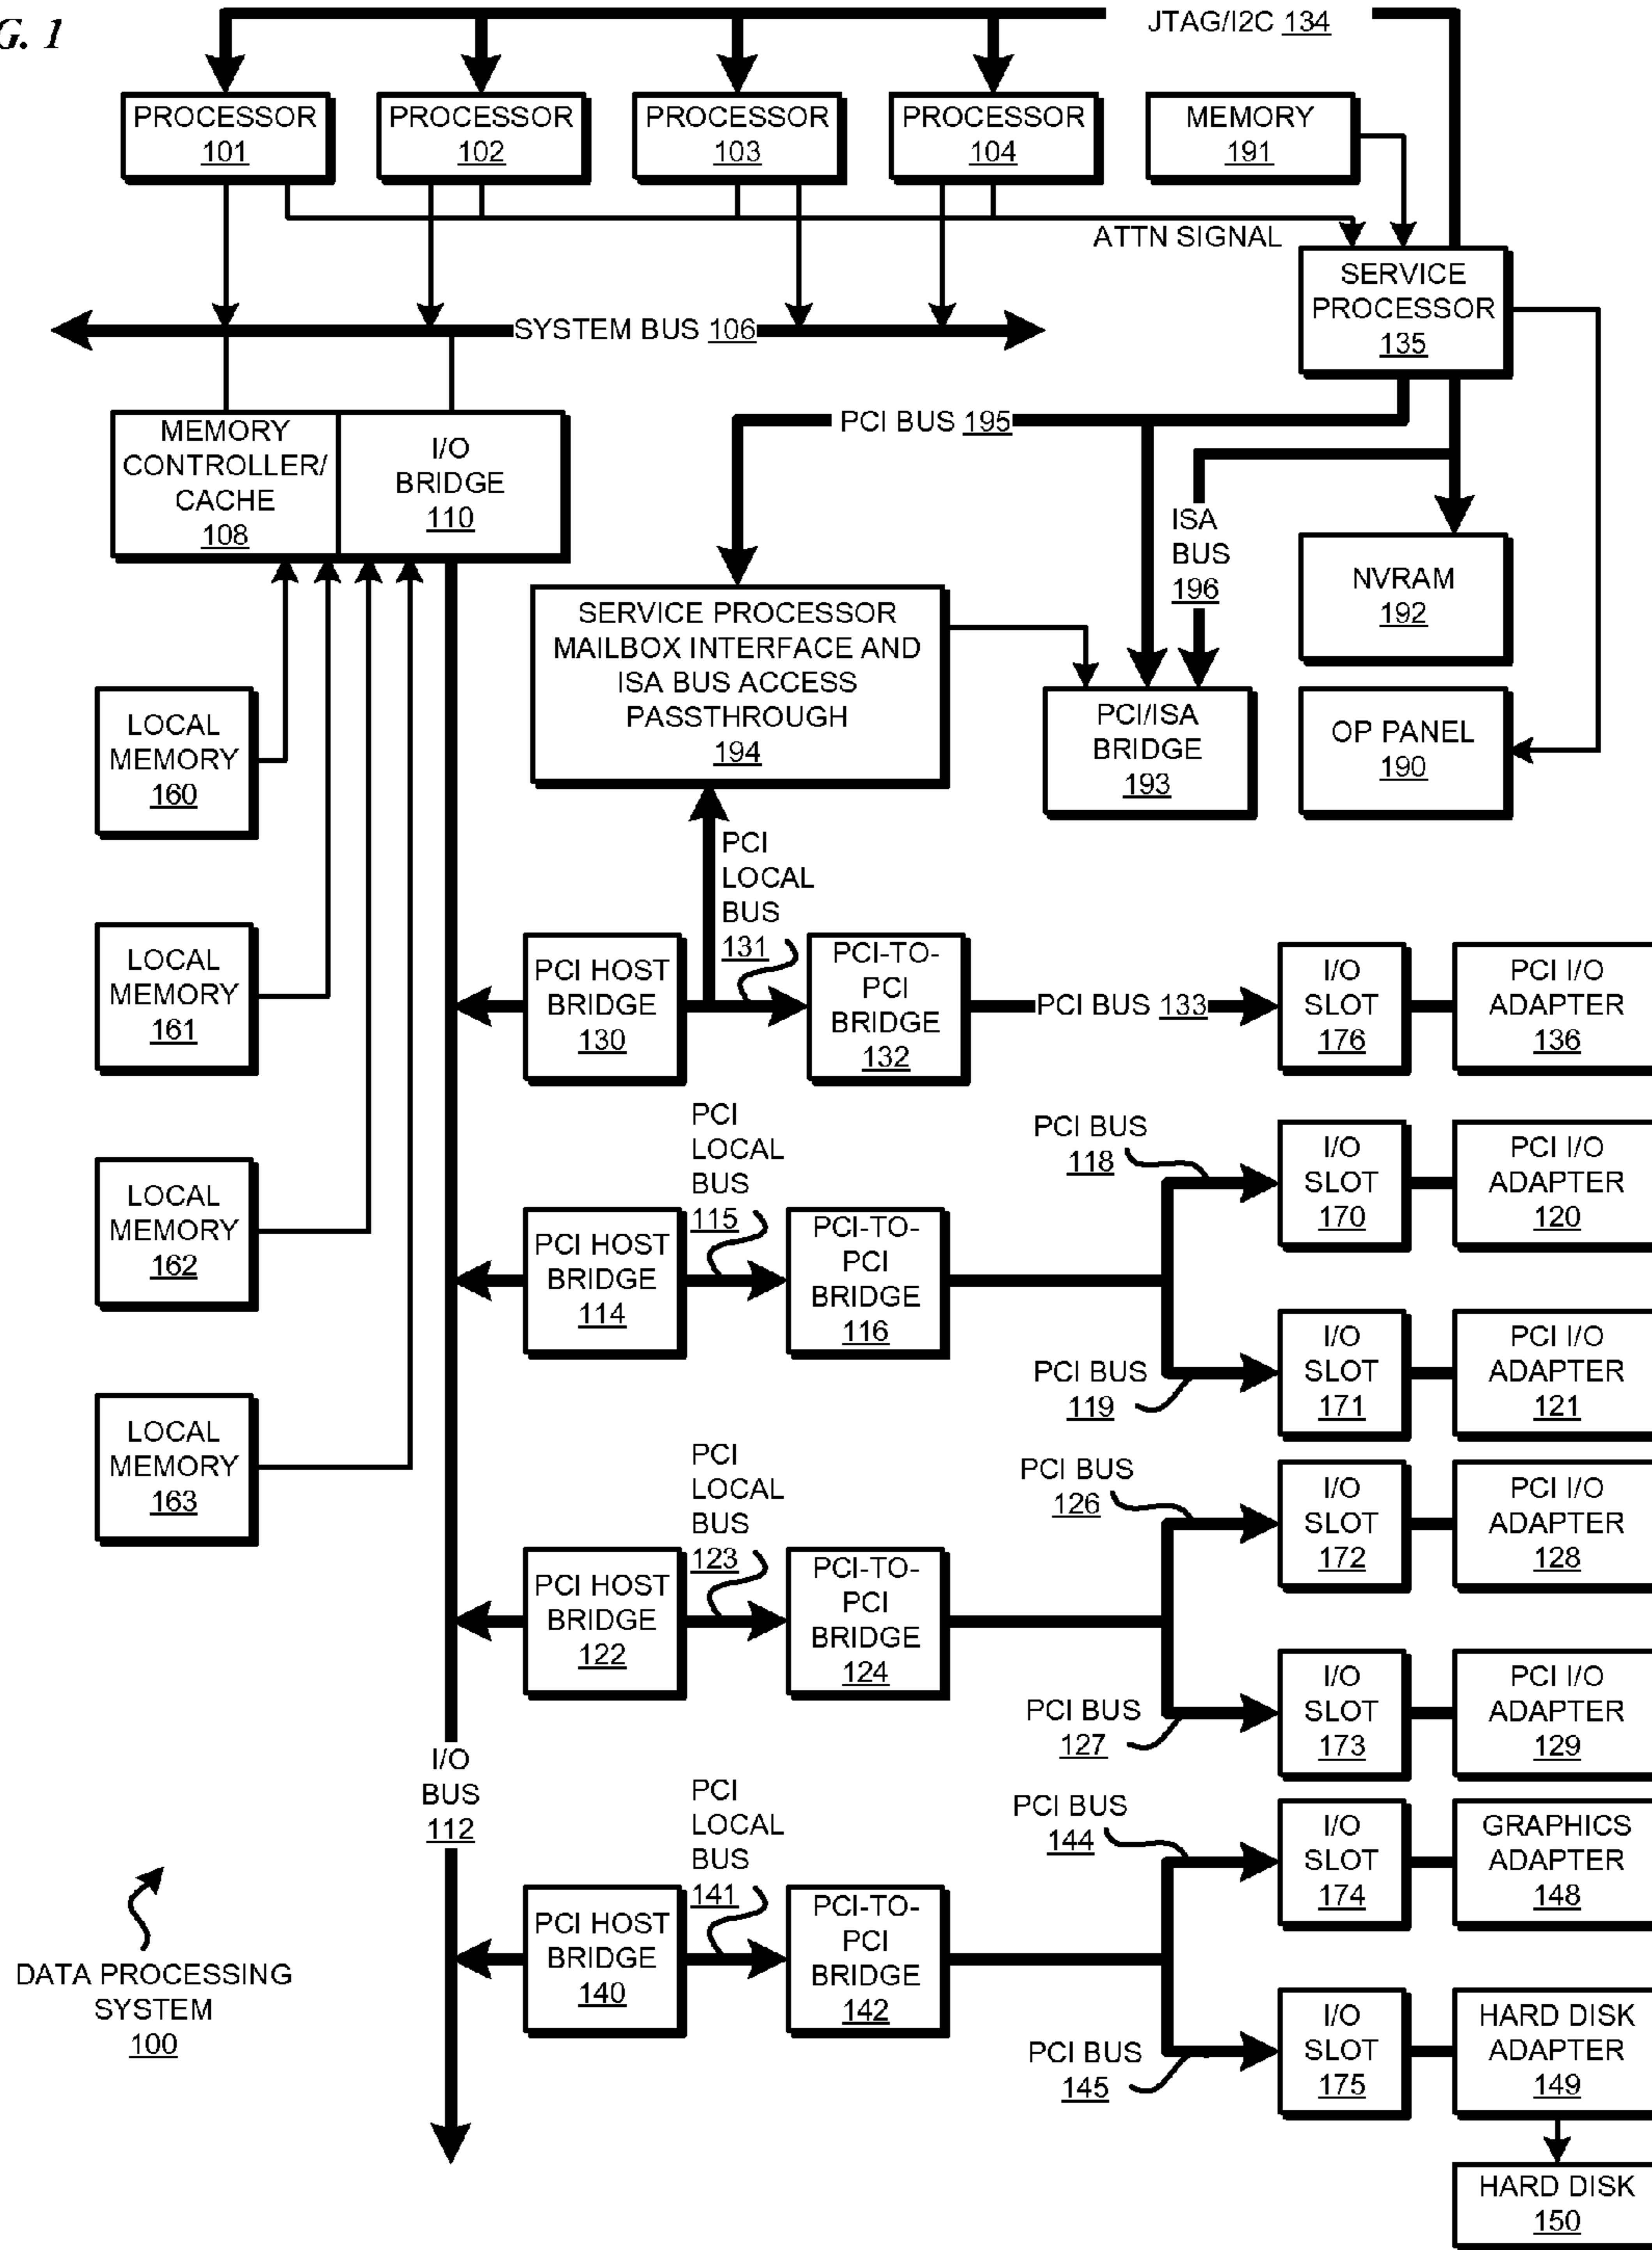 G. 1
JTAG/I2C 134
PROCESSOR
101
PROCESSOR
102
PROCESSOR
103
PROCESSOR
104
MEMORY
191
ATTN SIGNAL
SERVICE
PROCESSOR
135
SYSTEM BUS 106
MEMORY
CONTROLLER/
CACHE
108
I/O
BRIDGE
110
PCI BUS 195
ISA
BUS
196
NVRAM
192
SERVICE PROCESSOR
MAILBOX INTERFACE AND
ISA BUS ACCESS
PASSTHROUGH
194
PCI/ISA
BRIDGE
193
OP PANEL
190
LOCAL
MEMORY
160
LOCAL
MEMORY
161
LOCAL
MEMORY
162
LOCAL
MEMORY
163
PCI
LOCAL
BUS
131
PCI HOST
BRIDGE
130
PCI-TO-
PCI
BRIDGE
132
PCI BUS 133
I/O
SLOT
176
PCI I/O
ADAPTER
136
PCI
LOCAL
BUS
115
PCI HOST
BRIDGE
114
PCI-TO-
PCI
BRIDGE
116
PCI BUS
118
I/O
SLOT
170
PCI I/O
ADAPTER
120
PCI BUS
119
I/O
SLOT
171
PCI I/O
ADAPTER
121
PCI
LOCAL
BUS
123
PCI HOST
BRIDGE
122
PCI-TO-
PCI
BRIDGE
124
PCI BUS
126
I/O
SLOT
172
PCI I/O
ADAPTER
128
PCI BUS
127
I/O
SLOT
173
PCI I/O
ADAPTER
129
I/O
BUS
112
PCI
LOCAL
BUS
141
PCI HOST
BRIDGE
140
PCI-TO-
PCI
BRIDGE
142
PCI BUS
144
I/O
SLOT
174
GRAPHICS
ADAPTER
148
PCI BUS
145
I/O
SLOT
175
HARD DISK
ADAPTER
149
HARD DISK
150
DATA PROCESSING
SYSTEM
100